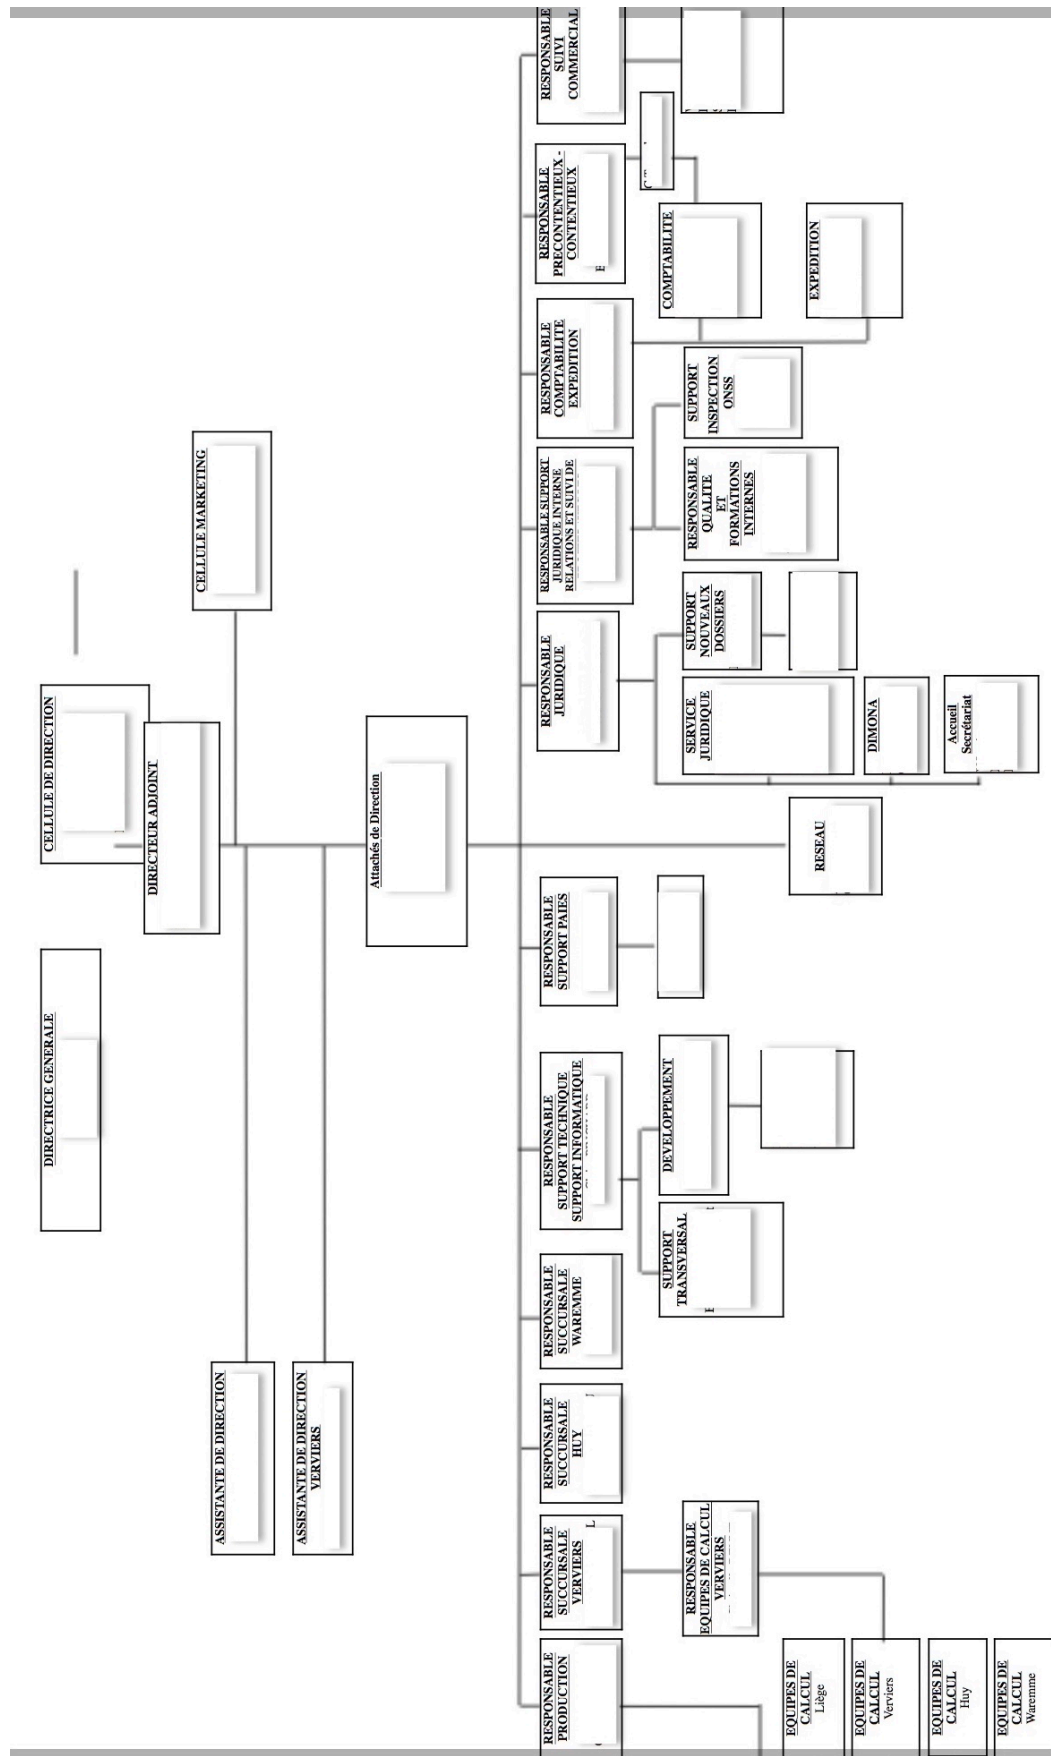 DIRECTRICE GENERALE
CELLULE DE DIRECTION
DIRECTEUR ADJOINT
CELLULE MARKETING
ASSISTANTE DE DIRECTION
ASSISTANTE DE DIRECTION
VERVIERS
Attachés de Direction
RESPONSABLE
PRODUCTION
RESPONSABLE
SUCCURSALE
VERVIERS
RESPONSABLE
SUCCURSALE
HUY
RESPONSABLE
SUCCURSALE
WAREMME
RESPONSABLE
SUPPORT TECHNIQUE
SUPPORT INFORMATIQUE
RESPONSABLE
SUPPORT PAIES
RESPONSABLE
JURIDIQUE
RESPONSABLE SUPPORT
JURIDIQUE INTERNE
RELATIONS ET SUIVI DE
RESPONSABLE
COMPTABILITE
EXPEDITION
RESPONSABLE
PRECONTENTIEUX -
CONTENTIEUX
RESPONSABLE
SUIVI
COMMERCIAL
RESPONSABLE
EQUIPES DE CALCUL
VERVIERS
SUPPORT
TRANSVERSAL
DEVELOPPEMENT
RESEAU
SERVICE
JURIDIQUE
SUPPORT
NOUVEAUX
DOSSIERS
RESPONSABLE
QUALITE
ET
FORMATIONS
INTERNES
SUPPORT
INSPECTION
ONSS
COMPTABILITE
EXPEDITION
DIMONA
Accueil
Secrétariat
EQUIPES DE
CALCUL
Liège
EQUIPES DE
CALCUL
Verviers
EQUIPES DE
CALCUL
Huy
EQUIPES DE
CALCUL
Waremme